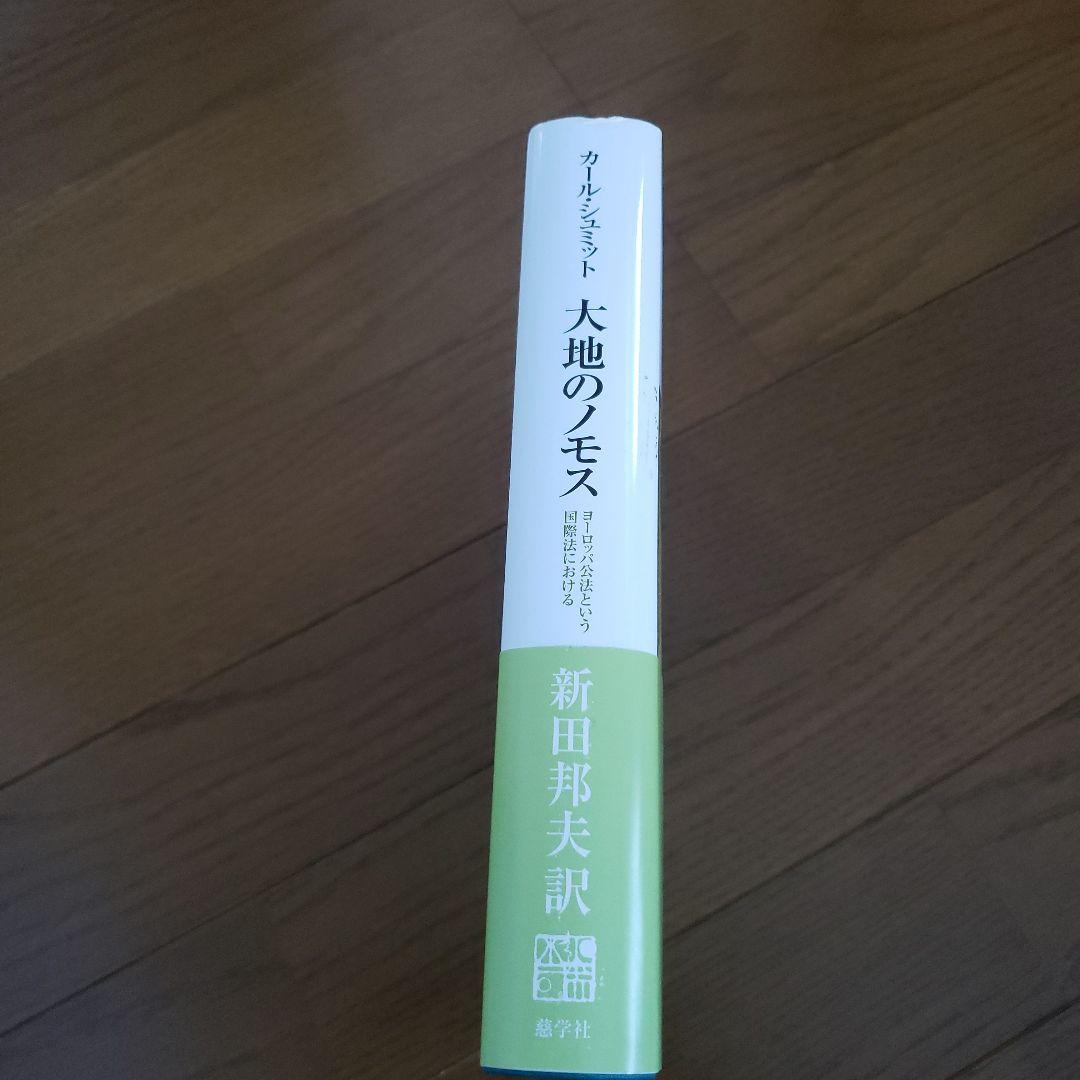 カール・シュミット
大地のノモス
ヨーロッパ公法という
国際法における
新田邦夫訳
慈学社